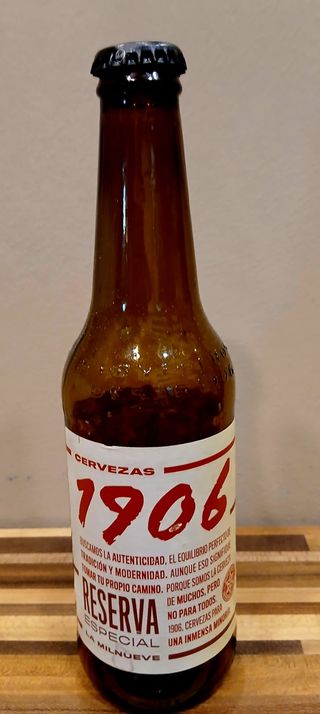 CERVEZAS
1906
BUSCAMOS LA AUTENTICIDAD, EL EQUILIBRIO PERFECTO
TRADICIÓN Y MODERNIDAD. AUNQUE ESO SIGNIFIQUE
TOMAR TU PROPIO CAMINO. PORQUE SOMOS LA CERVEZA
DE MUCHOS, PERO
NO PARA TODOS.
1906, CERVEZAS PARA
UNA INMENSA
RESERVA
ESPECIAL
LA MILNUEVE